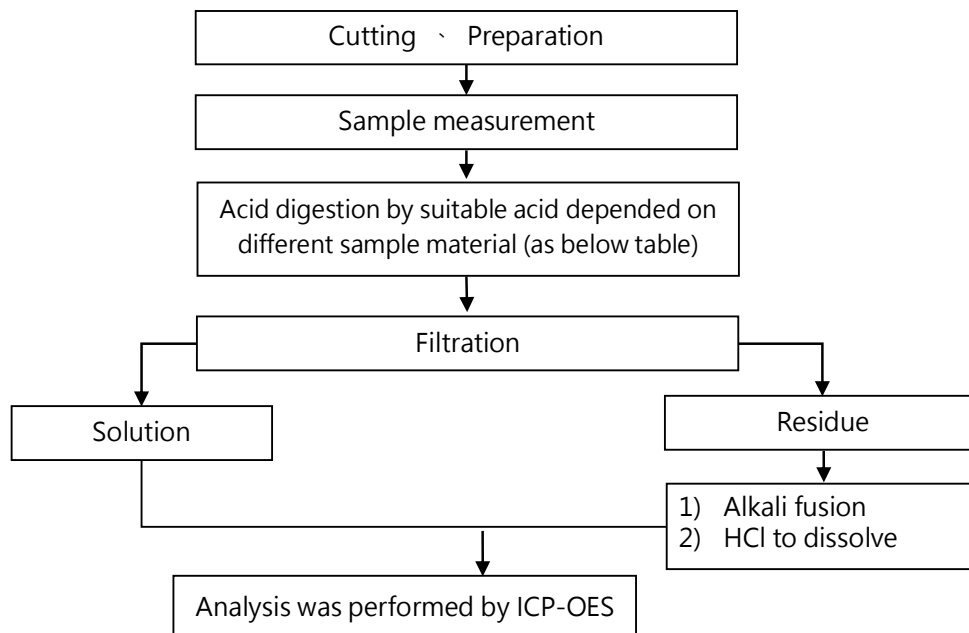 Cutting 、 Preparation
Sample measurement
Acid digestion by suitable acid depended on
different sample material (as below table)
Filtration
Solution
Residue
1) Alkali fusion
2) HCl to dissolve
Analysis was performed by ICP-OES